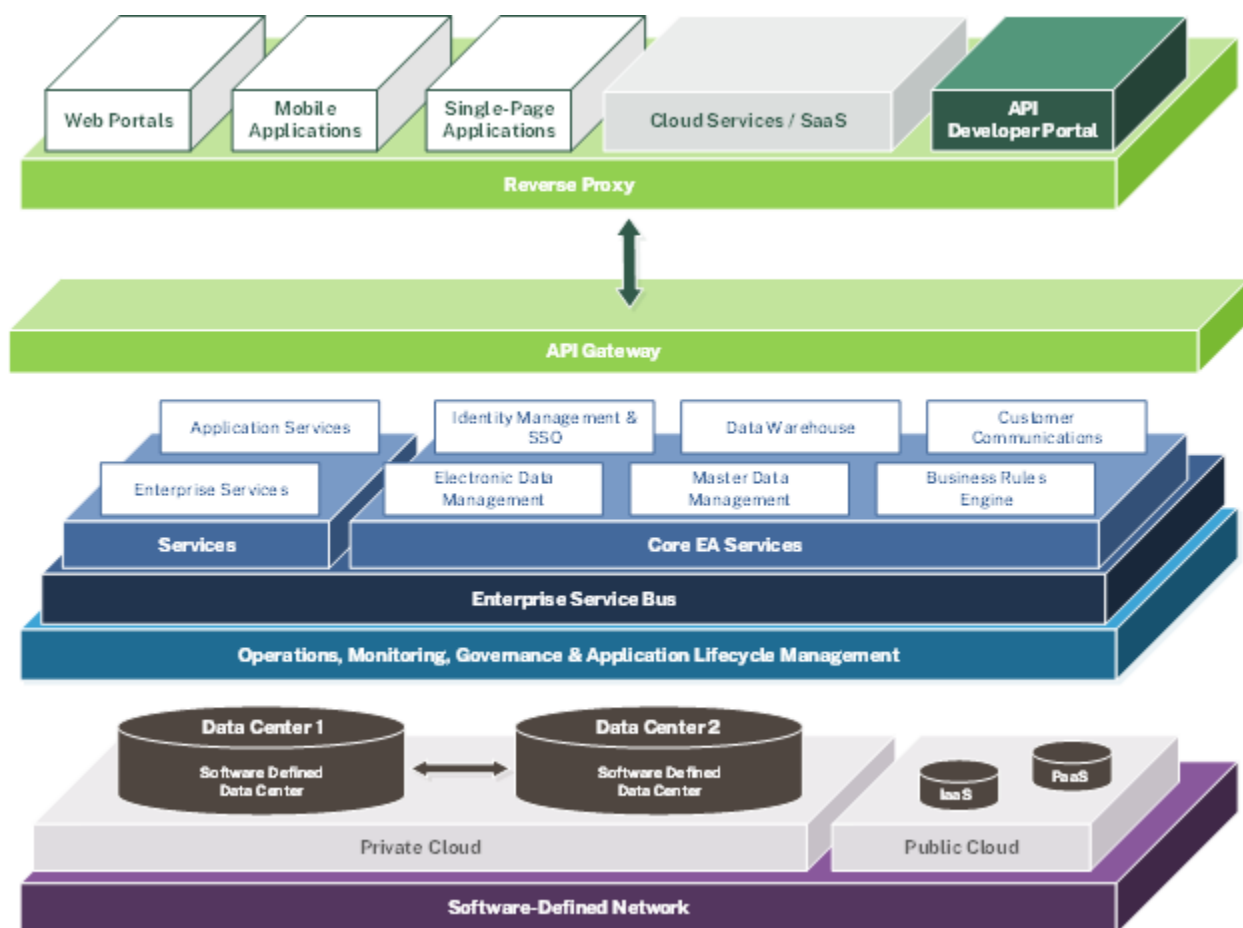 Web Portals
Mobile
Applications
Single-Page
Applications
Cloud Services / SaaS
API
Developer Portal
Reverse Proxy
API Gateway
Application Services
Identity Management &
SSO
Data Warehouse
Customer
Communications
Enterprise Services
Electronic Data
Management
Master Data
Management
Business Rules
Engine
Services
Core EA Services
Enterprise Service Bus
Operations, Monitoring, Governance & Application Lifecycle Management
Data Center 1
Software Defined
Data Center
Data Center 2
Software Defined
Data Center
IaaS
PaaS
Private Cloud
Public Cloud
Software-Defined Network